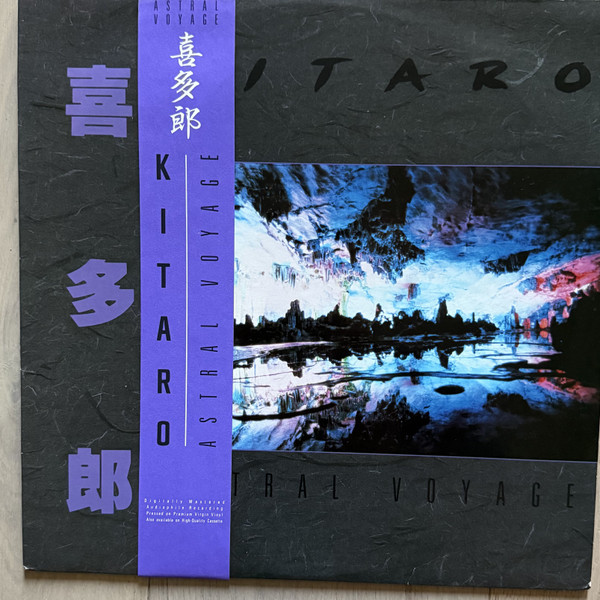 ASTRAL
VOYAGE
喜多郎
KITARO
ASTRAL VOYAGE
Digitally Mastered
Audiophile Recording
Pressed on Premium Virgin Vinyl
Also Available on High-Quality Cassette
喜多郎
ITARO
TRAL VOYAGE